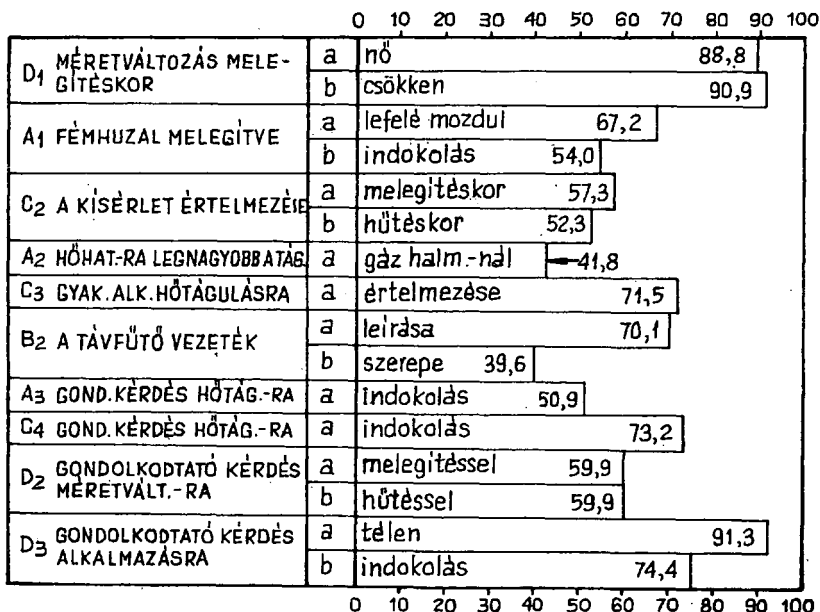 0 10 20 30 40 50 60 70 80 90 100
D1 MÉRETVÁLTOZÁS MELE-
GÍTÉSKOR
a nő 88,8
b csökken 90,9
A1 FÉMHUZAL MELEGÍTVE
a lefelé mozdul 67,2
b indokolás 54,0
C2 A KÍSÉRLET ÉRTELMEZÉSE
a melegítéskor 57,3
b hűtéskor 52,3
A2 HŐHAT.-RA LEGNAGYOBB A TÁG.
a gáz halm.-nál 41,8
C3 GYAK. ALK. HŐTÁGULÁSRA
a értelmezése 71,5
B2 A TÁVFŰTŐ VEZETÉK
a leírása 70,1
b szerepe 39,6
A3 GOND. KÉRDÉS HŐTÁG.-RA
a indokolás 50,9
C4 GOND. KÉRDÉS HŐTÁG.-RA
a indokolás 73,2
D2 GONDOLKODTATÓ KÉRDÉS
MÉRETVÁLT.-RA
a melegítéssel 59,9
b hűtéssel 59,9
D3 GONDOLKODTATÓ KÉRDÉS
ALKALMAZÁSRA
a télen 91,3
b indokolás 74,4
0 10 20 30 40 50 60 70 80 90 100